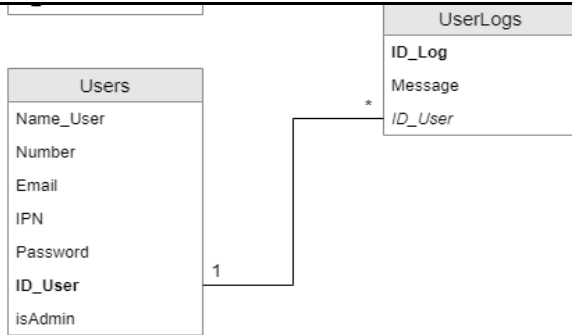 UserLogs
ID_Log
Message
*
ID_User
Users
Name_User
Number
Email
IPN
Password
1
ID_User
isAdmin